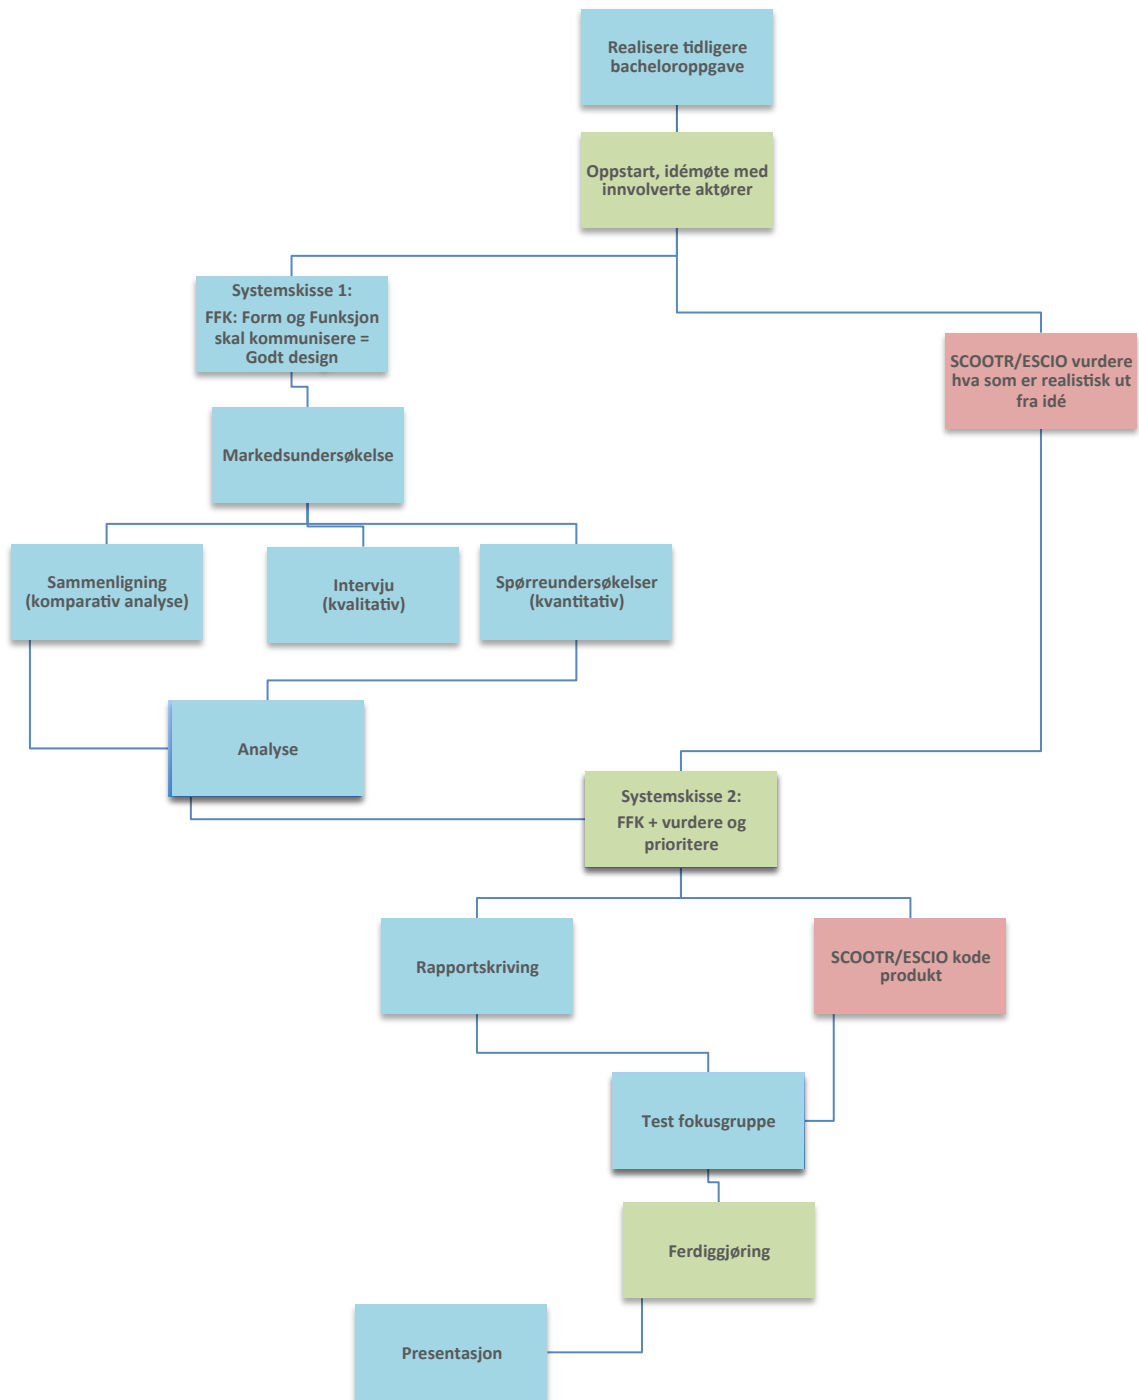 Realisere tidligere
bacheloroppgave
Oppstart, idémøte med
innvolverte aktører
Systemskisse 1:
FFK: Form og Funksjon
skal kommunisere =
Godt design
SCOOTR/ESCIO vurdere
hva som er realistisk ut
fra idé
Markedsundersøkelse
Sammenligning
(komparativ analyse)
Intervju
(kvalitativ)
Spørreundersøkelser
(kvantitativ)
Analyse
Systemskisse 2:
FFK + vurdere og
prioritere
Rapportskriving
SCOOTR/ESCIO kode
produkt
Test fokusgruppe
Ferdiggjøring
Presentasjon